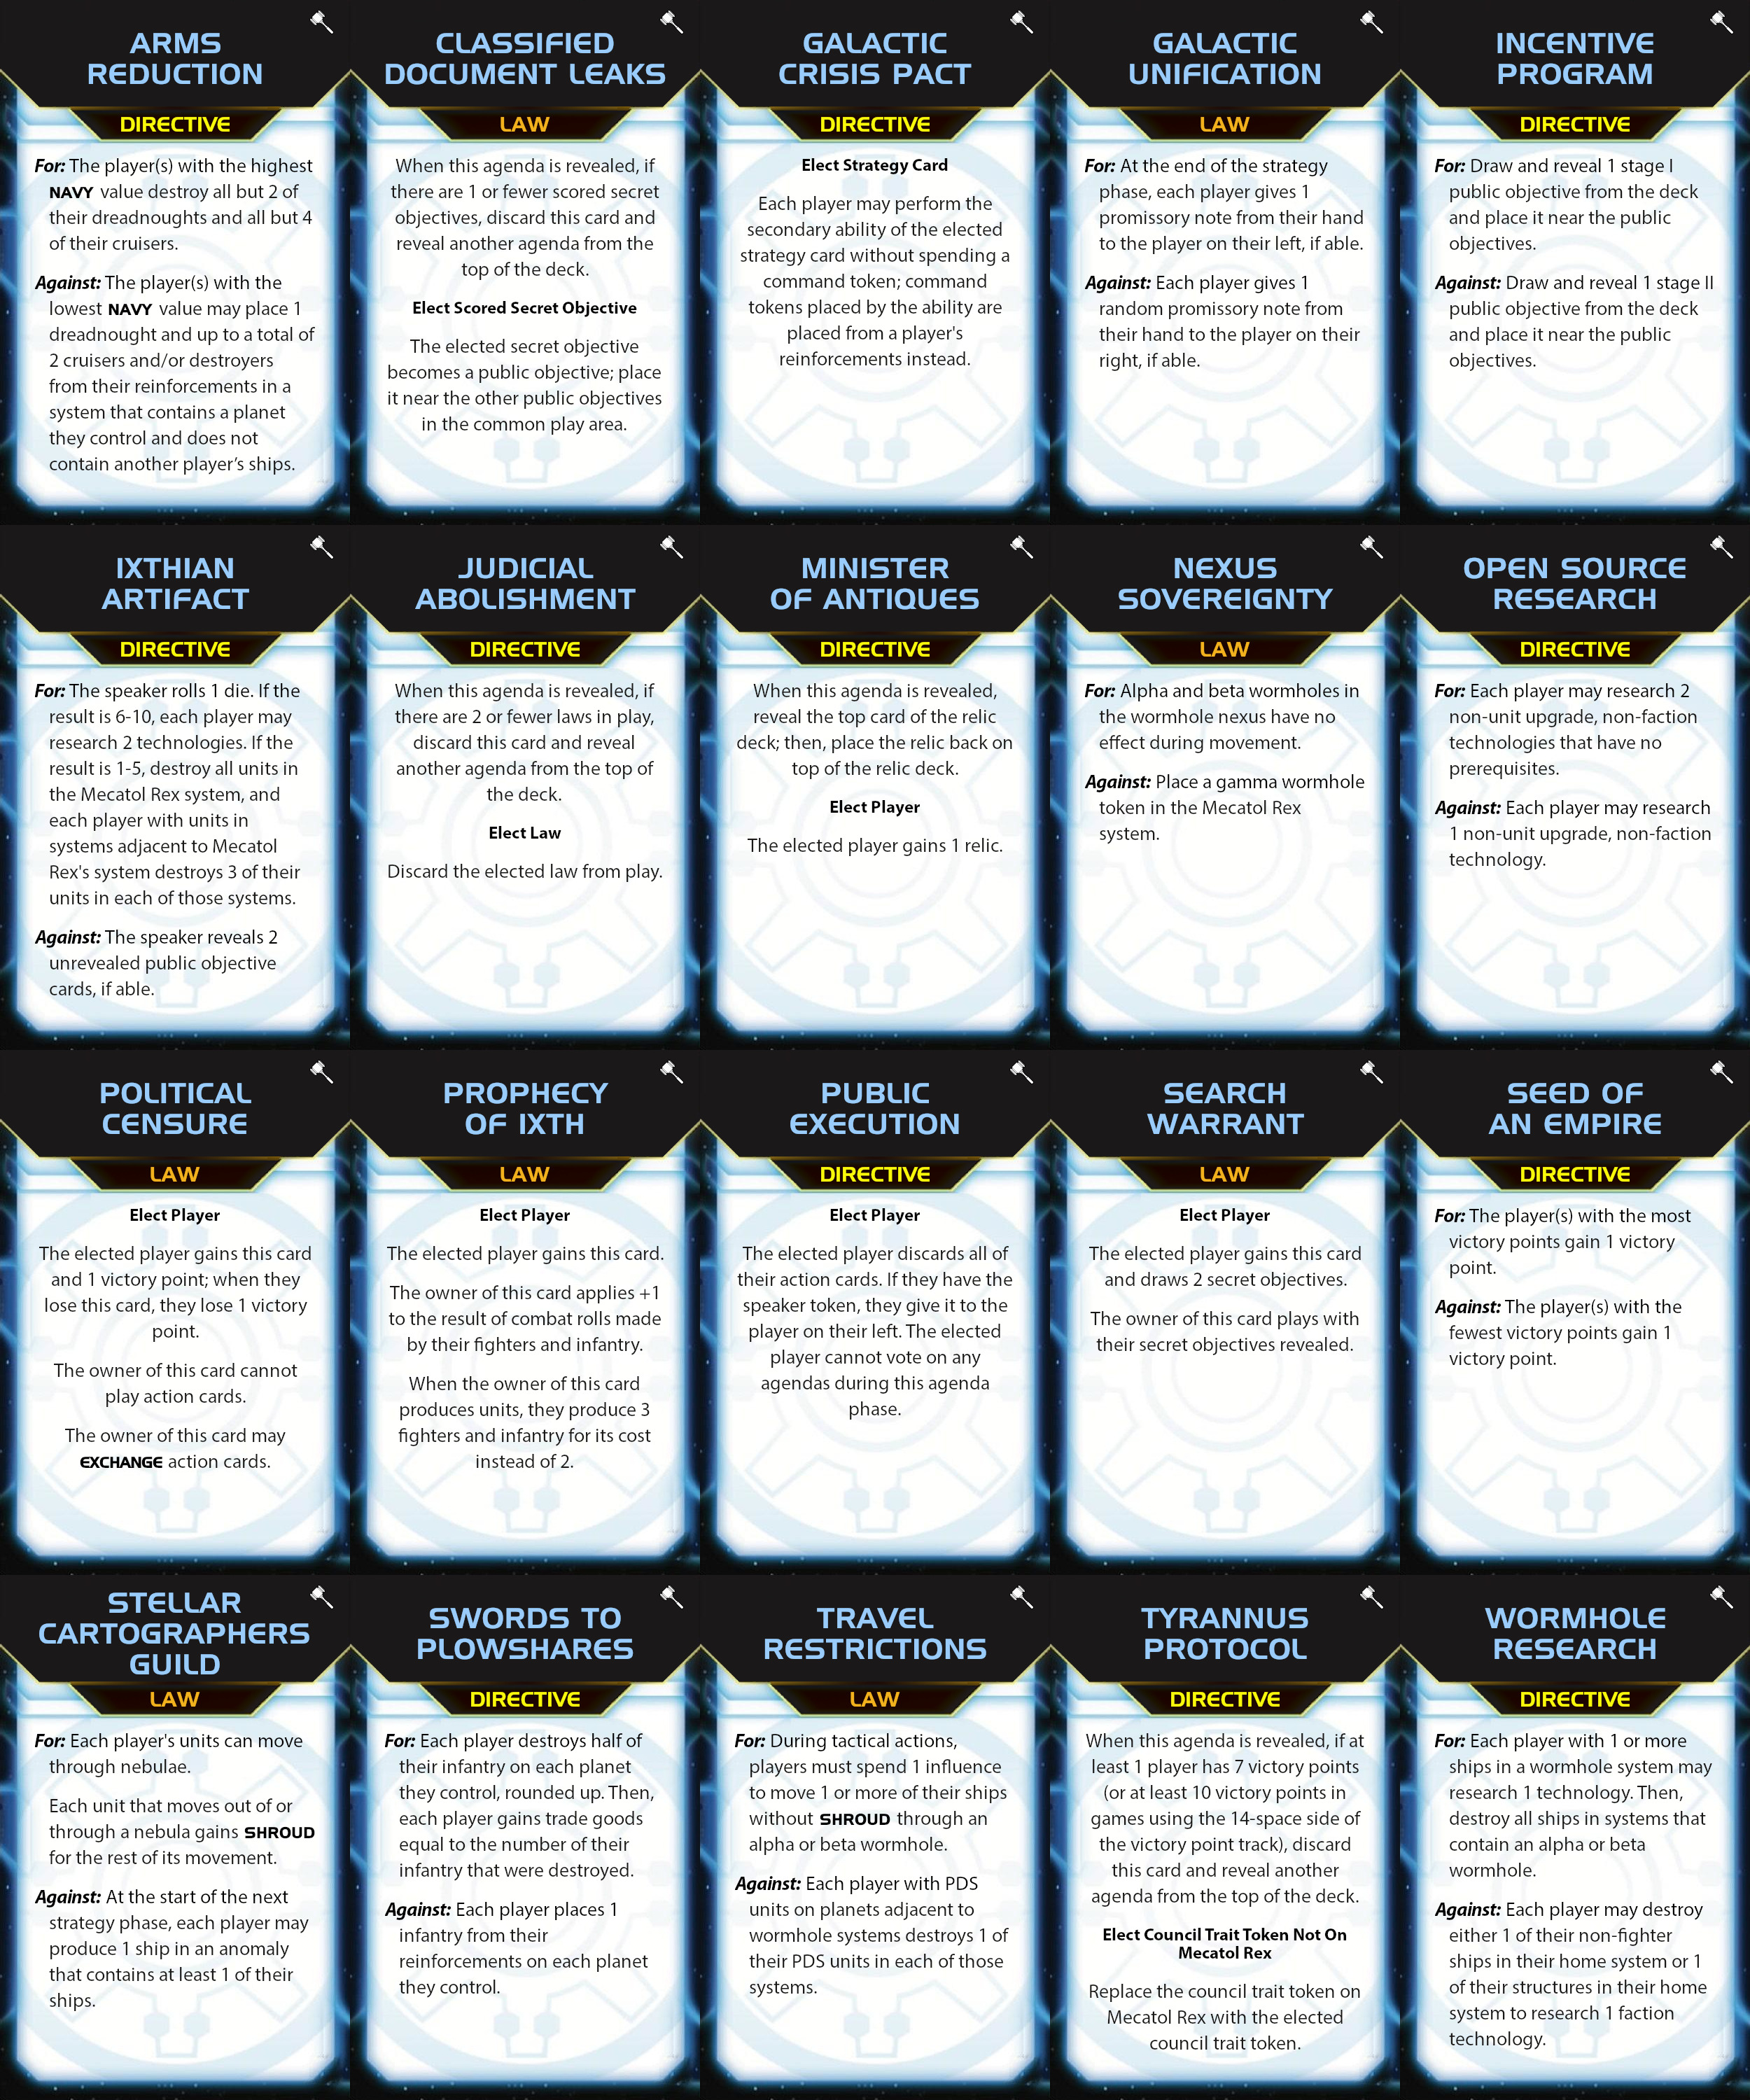 ARMS
REDUCTION
DIRECTIVE
For: The player(s) with the highest
NAVY value destroy all but 2 of
their dreadnoughts and all but 4
of their cruisers.
Against: The player(s) with the
lowest NAVY value may place 1
dreadnought and up to a total of
2 cruisers and/or destroyers
from their reinforcements in a
system that contains a planet
they control and does not
contain another player's ships.
CLASSIFIED
DOCUMENT LEAKS
LAW
When this agenda is revealed, if
there are 1 or fewer scored secret
objectives, discard this card and
reveal another agenda from the
top of the deck.
Elect Scored Secret Objective
The elected secret objective
becomes a public objective; place
it near the other public objectives
in the common play area.
GALACTIC
CRISIS PACT
DIRECTIVE
Elect Strategy Card
Each player may perform the
secondary ability of the elected
strategy card without spending a
command token; command
tokens placed by the ability are
placed from a player's
reinforcements instead.
GALACTIC
UNIFICATION
LAW
For: At the end of the strategy
phase, each player gives 1
promissory note from their hand
to the player on their left, if able.
Against: Each player gives 1
random promissory note from
their hand to the player on their
right, if able.
INCENTIVE
PROGRAM
DIRECTIVE
For: Draw and reveal 1 stage I
public objective from the deck
and place it near the public
objectives.
Against: Draw and reveal 1 stage II
public objective from the deck
and place it near the public
objectives.
IXTHIAN
ARTIFACT
DIRECTIVE
For: The speaker rolls 1 die. If the
result is 6-10, each player may
research 2 technologies. If the
result is 1-5, destroy all units in
the Mecatol Rex system, and
each player with units in
systems adjacent to Mecatol
Rex's system destroys 3 of their
units in each of those systems.
Against: The speaker reveals 2
unrevealed public objective
cards, if able.
JUDICIAL
ABOLISHMENT
DIRECTIVE
When this agenda is revealed, if
there are 2 or fewer laws in play,
discard this card and reveal
another agenda from the top of
the deck.
Elect Law
Discard the elected law from play.
MINISTER
OF ANTIQUES
DIRECTIVE
When this agenda is revealed,
reveal the top card of the relic
deck; then, place the relic back on
top of the relic deck.
Elect Player
The elected player gains 1 relic.
NEXUS
SOVEREIGNTY
LAW
For: Alpha and beta wormholes in
the wormhole nexus have no
effect during movement.
Against: Place a gamma wormhole
token in the Mecatol Rex
system.
OPEN SOURCE
RESEARCH
DIRECTIVE
For: Each player may research 2
non-unit upgrade, non-faction
technologies that have no
prerequisites.
Against: Each player may research
1 non-unit upgrade, non-faction
technology.
POLITICAL
CENSURE
LAW
Elect Player
The elected player gains this card
and 1 victory point; when they
lose this card, they lose 1 victory
point.
The owner of this card cannot
play action cards.
The owner of this card may
EXCHANGE action cards.
PROPHECY
OF IXTH
LAW
Elect Player
The elected player gains this card.
The owner of this card applies +1
to the result of combat rolls made
by their fighters and infantry.
When the owner of this card
produces units, they produce 3
fighters and infantry for its cost
instead of 2.
PUBLIC
EXECUTION
DIRECTIVE
Elect Player
The elected player discards all of
their action cards. If they have the
speaker token, they give it to the
player on their left. The elected
player cannot vote on any
agendas during this agenda
phase.
SEARCH
WARRANT
LAW
Elect Player
The elected player gains this card
and draws 2 secret objectives.
The owner of this card plays with
their secret objectives revealed.
SEED OF
AN EMPIRE
DIRECTIVE
For: The player(s) with the most
victory points gain 1 victory
point.
Against: The player(s) with the
fewest victory points gain 1
victory point.
STELLAR
CARTOGRAPHERS
GUILD
LAW
For: Each player's units can move
through nebulae.
Each unit that moves out of or
through a nebula gains SHROUD
for the rest of its movement.
Against: At the start of the next
strategy phase, each player may
produce 1 ship in an anomaly
that contains at least 1 of their
ships.
SWORDS TO
PLOWSHARES
DIRECTIVE
For: Each player destroys half of
their infantry on each planet
they control, rounded up. Then,
each player gains trade goods
equal to the number of their
infantry that were destroyed.
Against: Each player places 1
infantry from their
reinforcements on each planet
they control.
TRAVEL
RESTRICTIONS
LAW
For: During tactical actions,
players must spend 1 influence
to move 1 or more of their ships
without SHROUD through an
alpha or beta wormhole.
Against: Each player with PDS
units on planets adjacent to
wormhole systems destroys 1 of
their PDS units in each of those
systems.
TYRANNUS
PROTOCOL
DIRECTIVE
When this agenda is revealed, if at
least 1 player has 7 victory points
(or at least 10 victory points in
games using the 14-space side of
the victory point track), discard
this card and reveal another
agenda from the top of the deck.
Elect Council Trait Token Not On
Mecatol Rex
Replace the council trait token on
Mecatol Rex with the elected
council trait token.
WORMHOLE
RESEARCH
DIRECTIVE
For: Each player with 1 or more
ships in a wormhole system may
research 1 technology. Then,
destroy all ships in systems that
contain an alpha or beta
wormhole.
Against: Each player may destroy
either 1 of their non-fighter
ships in their home system or 1
of their structures in their home
system to research 1 faction
technology.